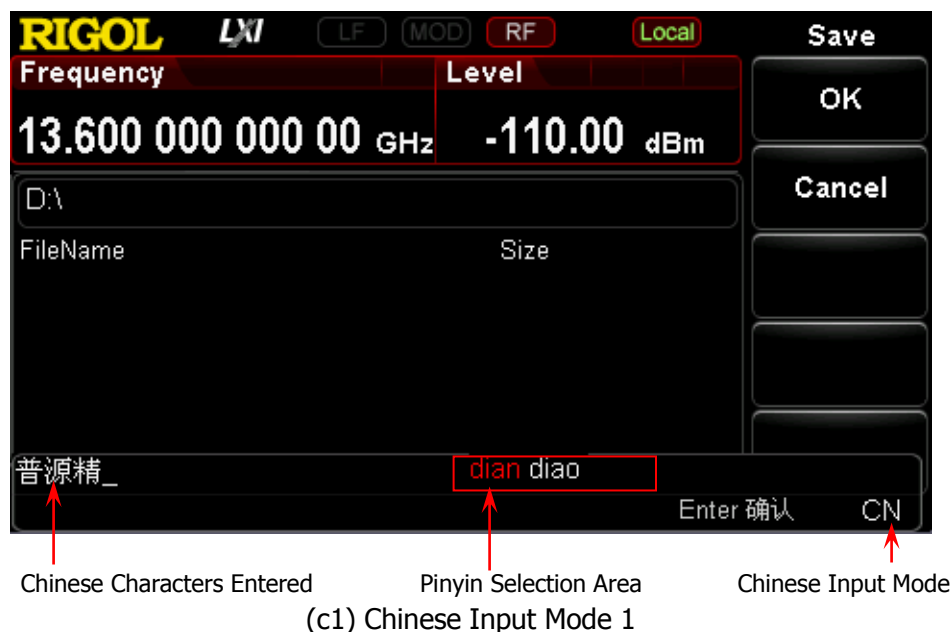 RIGOL LXI LF MOD RF Local Save
Frequency Level
OK
13.600 000 000 00 GHz -110.00 dBm
Cancel
D:\
FileName Size
普源精_ dian diao
Enter 确认 CN
Chinese Characters Entered Pinyin Selection Area Chinese Input Mode
(c1) Chinese Input Mode 1